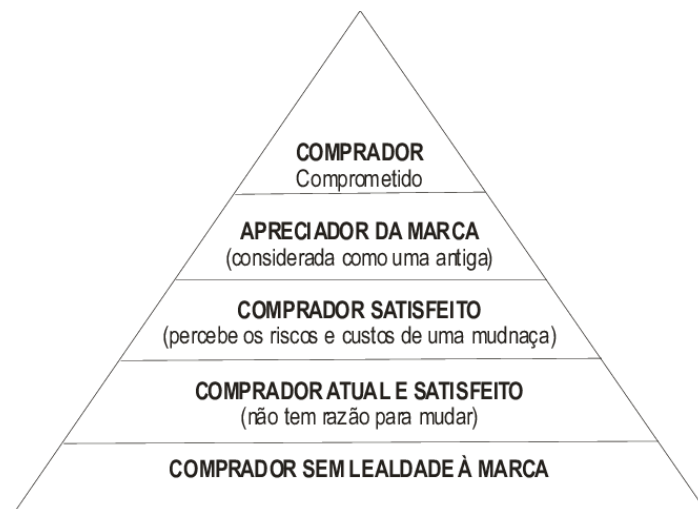 COMPRADOR
Comprometido
APRECIADOR DA MARCA
(considerada como uma antiga)
COMPRADOR SATISFEITO
(percebe os riscos e custos de uma mudnaça)
COMPRADOR ATUAL E SATISFEITO
(não tem razão para mudar)
COMPRADOR SEM LEALDADE À MARCA